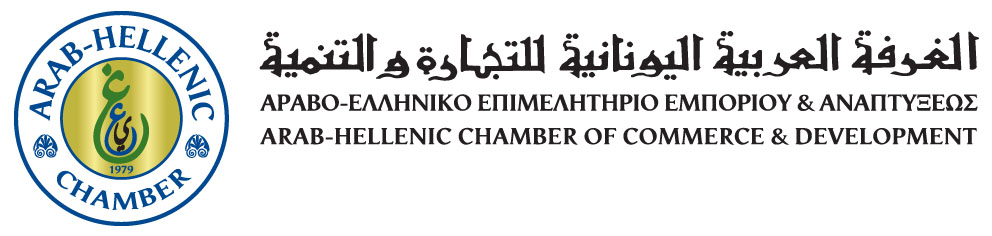 ARAB-HELLENIC
CHAMBER
1979
الغرفة العربية اليونانية للتجارة والتنمية
ΑΡΑΒΟ-ΕΛΛΗΝΙΚΟ ΕΠΙΜΕΛΗΤΗΡΙΟ ΕΜΠΟΡΙΟΥ & ΑΝΑΠΤΥΞΕΩΣ
ARAB-HELLENIC CHAMBER OF COMMERCE & DEVELOPMENT